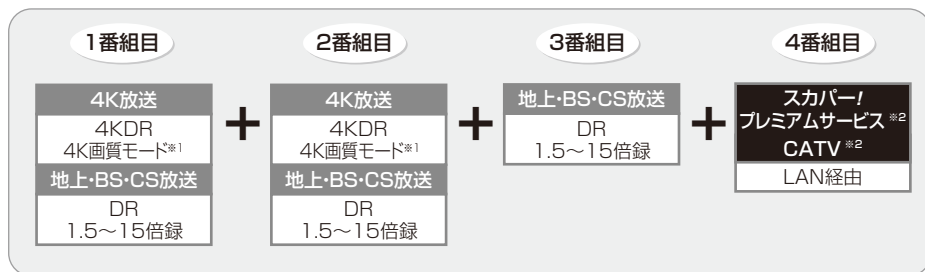 1番組目
4K放送
4KDR
4K画質モード※1
地上・BS・CS放送
DR
1.5～15倍録
+
2番組目
4K放送
4KDR
4K画質モード※1
地上・BS・CS放送
DR
1.5～15倍録
+
3番組目
地上・BS・CS放送
DR
1.5～15倍録
+
4番組目
スカパー!
プレミアムサービス※2
CATV※2
LAN経由